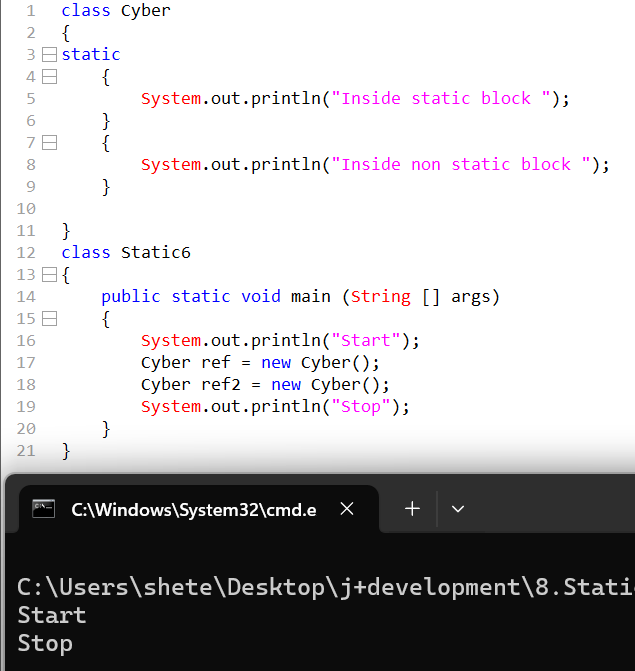 1 class Cyber
2 {
3 static
4 {
5 System.out.println("Inside static block ");
6 }
7 {
8 System.out.println("Inside non static block ");
9 }
10
11 }
12 class Static6
13 {
14 public static void main (String [] args)
15 {
16 System.out.println("Start");
17 Cyber ref = new Cyber();
18 Cyber ref2 = new Cyber();
19 System.out.println("Stop");
20 }
21 }
C:\Windows\System32\cmd.e
C:\Users\shete\Desktop\j+development\8.Stati
Start
Stop